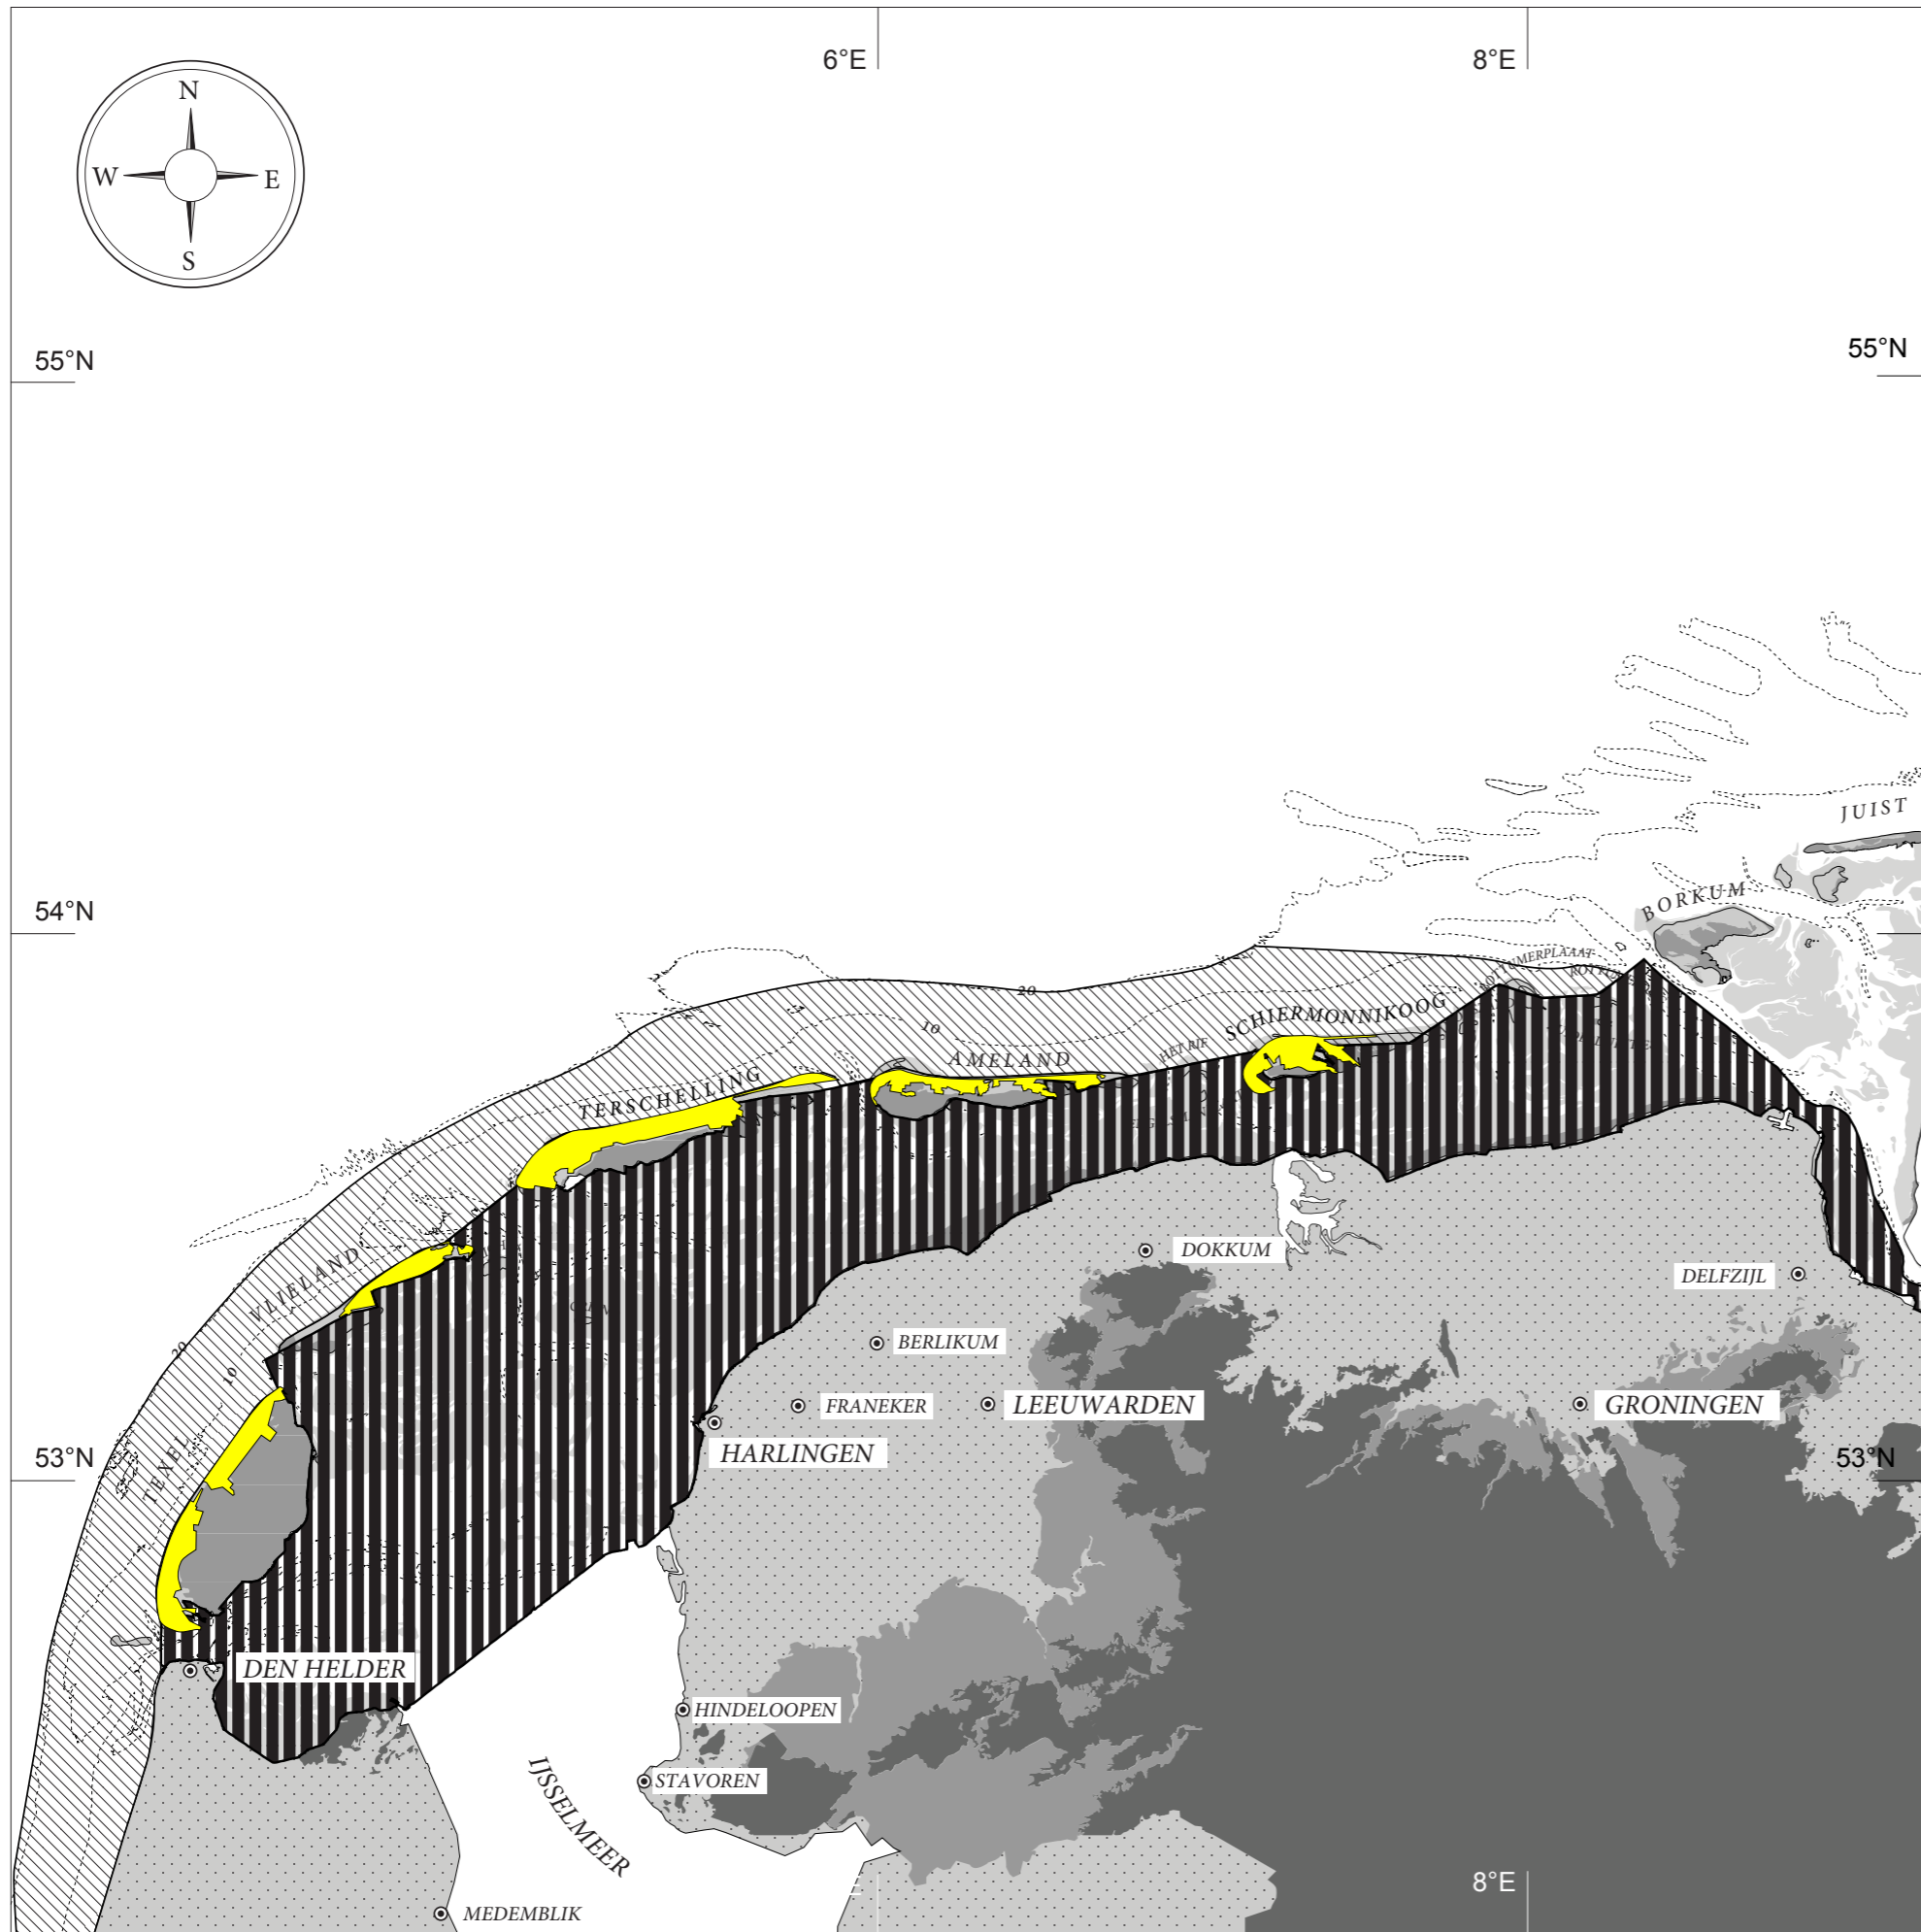 6°E
8°E
N
W
E
S
55°N
55°N
JUIST
BORKUM
54°N
ROTTUMERPLAAAT
20
10
SCHIERMONNIKOOG
HET RIF
AMELAND
TERSCHELLING
VLIELAND
DOKKUM
DELFZIJL
BERLIKUM
20
10
FRANEKER
LEEUWARDEN
GRONINGEN
HARLINGEN
53°N
53°N
TEXEL
DEN HELDER
HINDELOOPEN
STAVOREN
IJSSELMEER
8°E
MEDEMBLIK